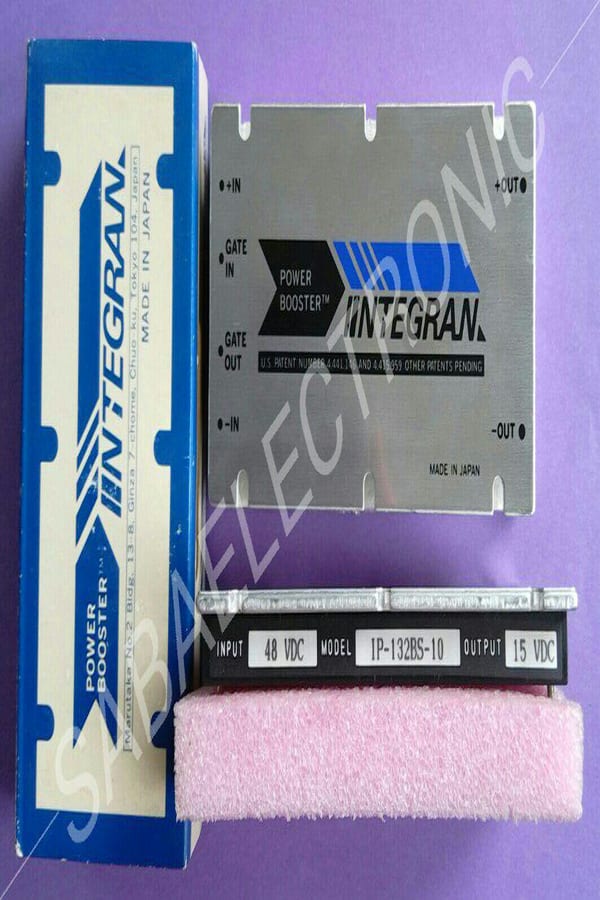 INTEGRAN
MADE IN JAPAN
POWER
BOOSTER™
[Marutaka No.2 Bldg. 13-8, Ginza 7-chome, Chuo-ku, Tokyo 104, Japan]
+IN
+OUT
GATE
IN
POWER
BOOSTER™
INTEGRAN
GATE
OUT
U.S. PATENT NUMBER 4,441,146 AND 4,415,959 OTHER PATENTS PENDING
-IN
-OUT
MADE IN JAPAN
INPUT 48 VDC MODEL IP-132BS-10 OUTPUT 15 VDC
SABAELECTRONIC